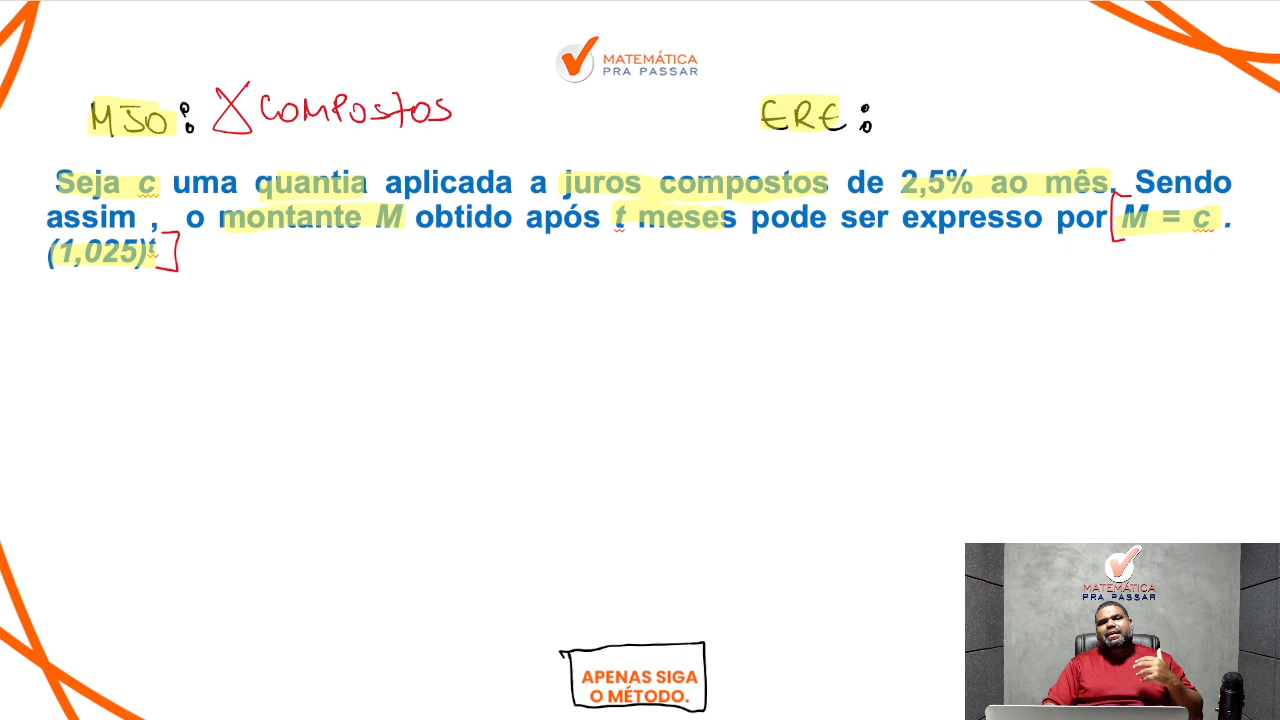 MATEMÁTICA
PRA PASSAR
MJO : COMPOSTOS
ERE :
Seja c uma quantia aplicada a juros compostos de 2,5% ao mês. Sendo
assim , o montante M obtido após t meses pode ser expresso por M = c .
(1,025)ᵗ
MATEMÁTICA
PRA PASSAR
APENAS SIGA
O MÉTODO.